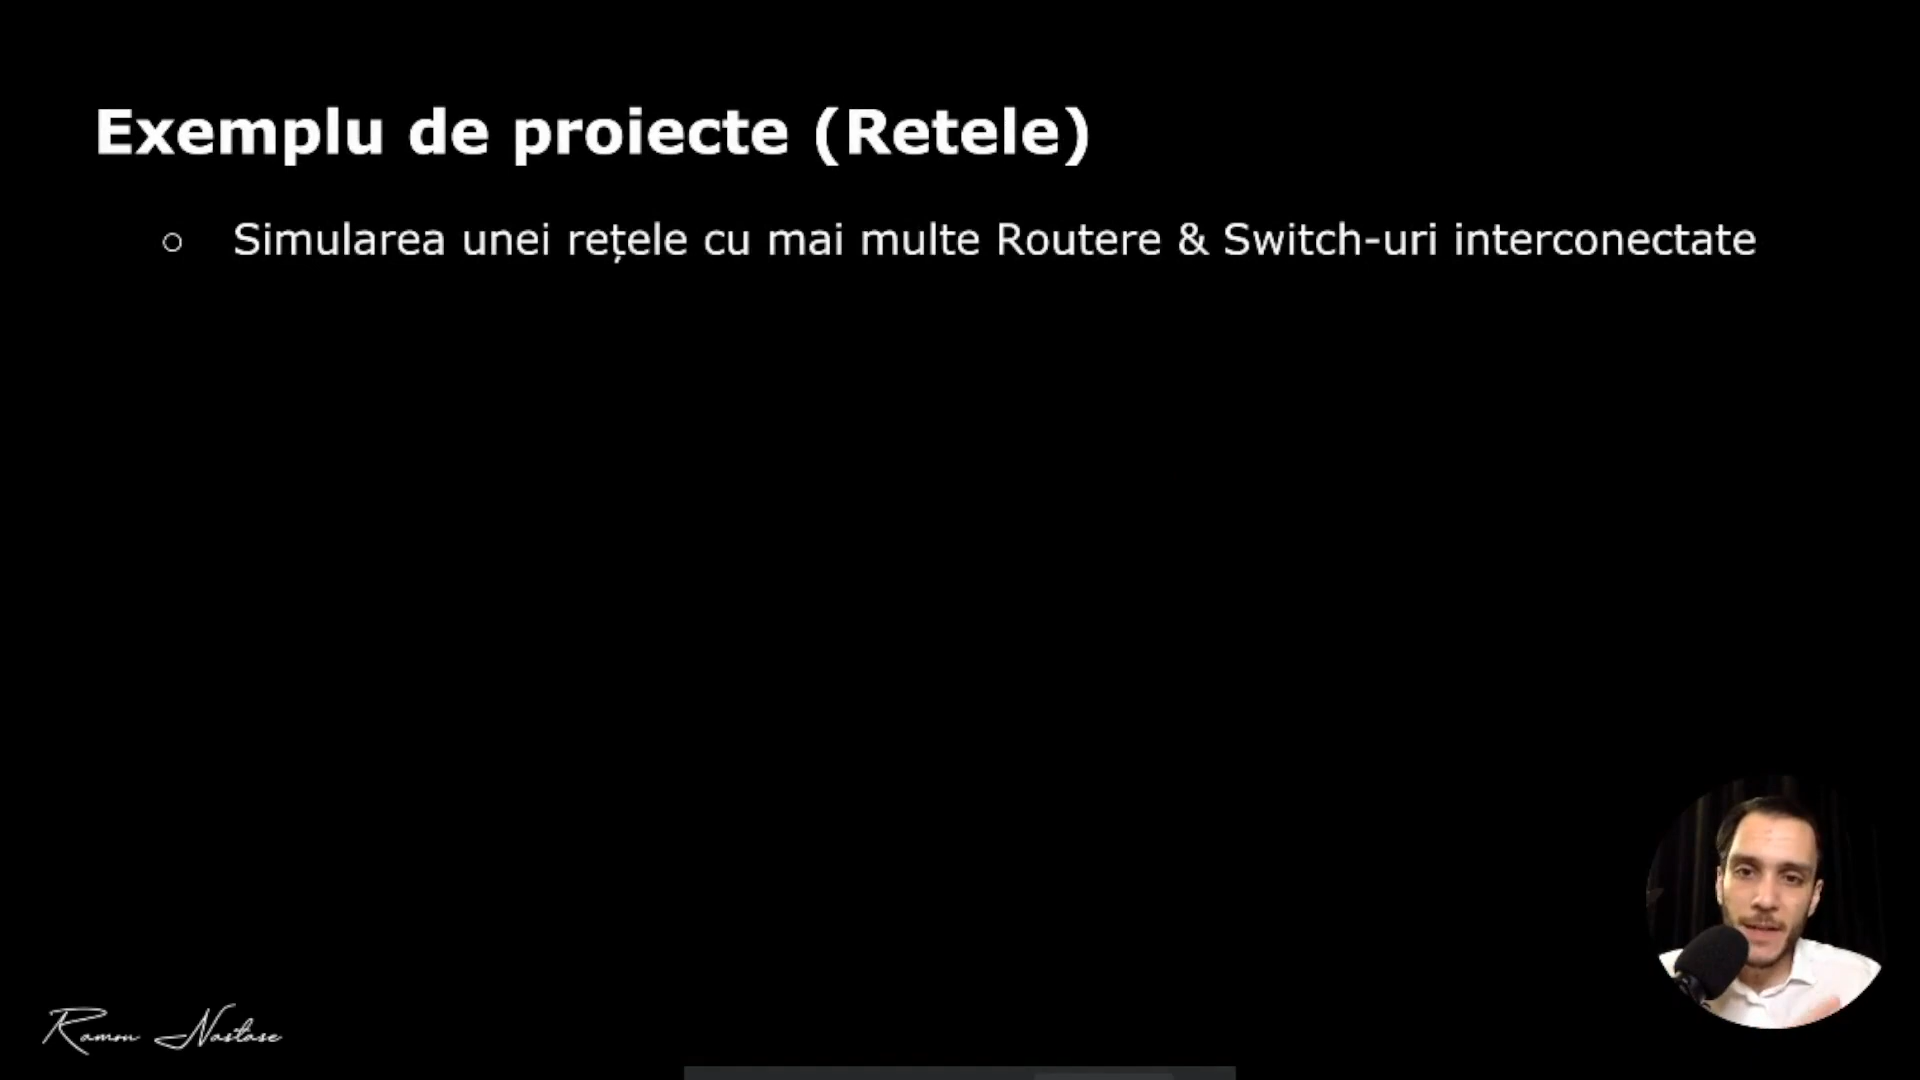 Exemplu de proiecte (Retele)
Simularea unei rețele cu mai multe Routere & Switch-uri interconectate
Ramon Nastase